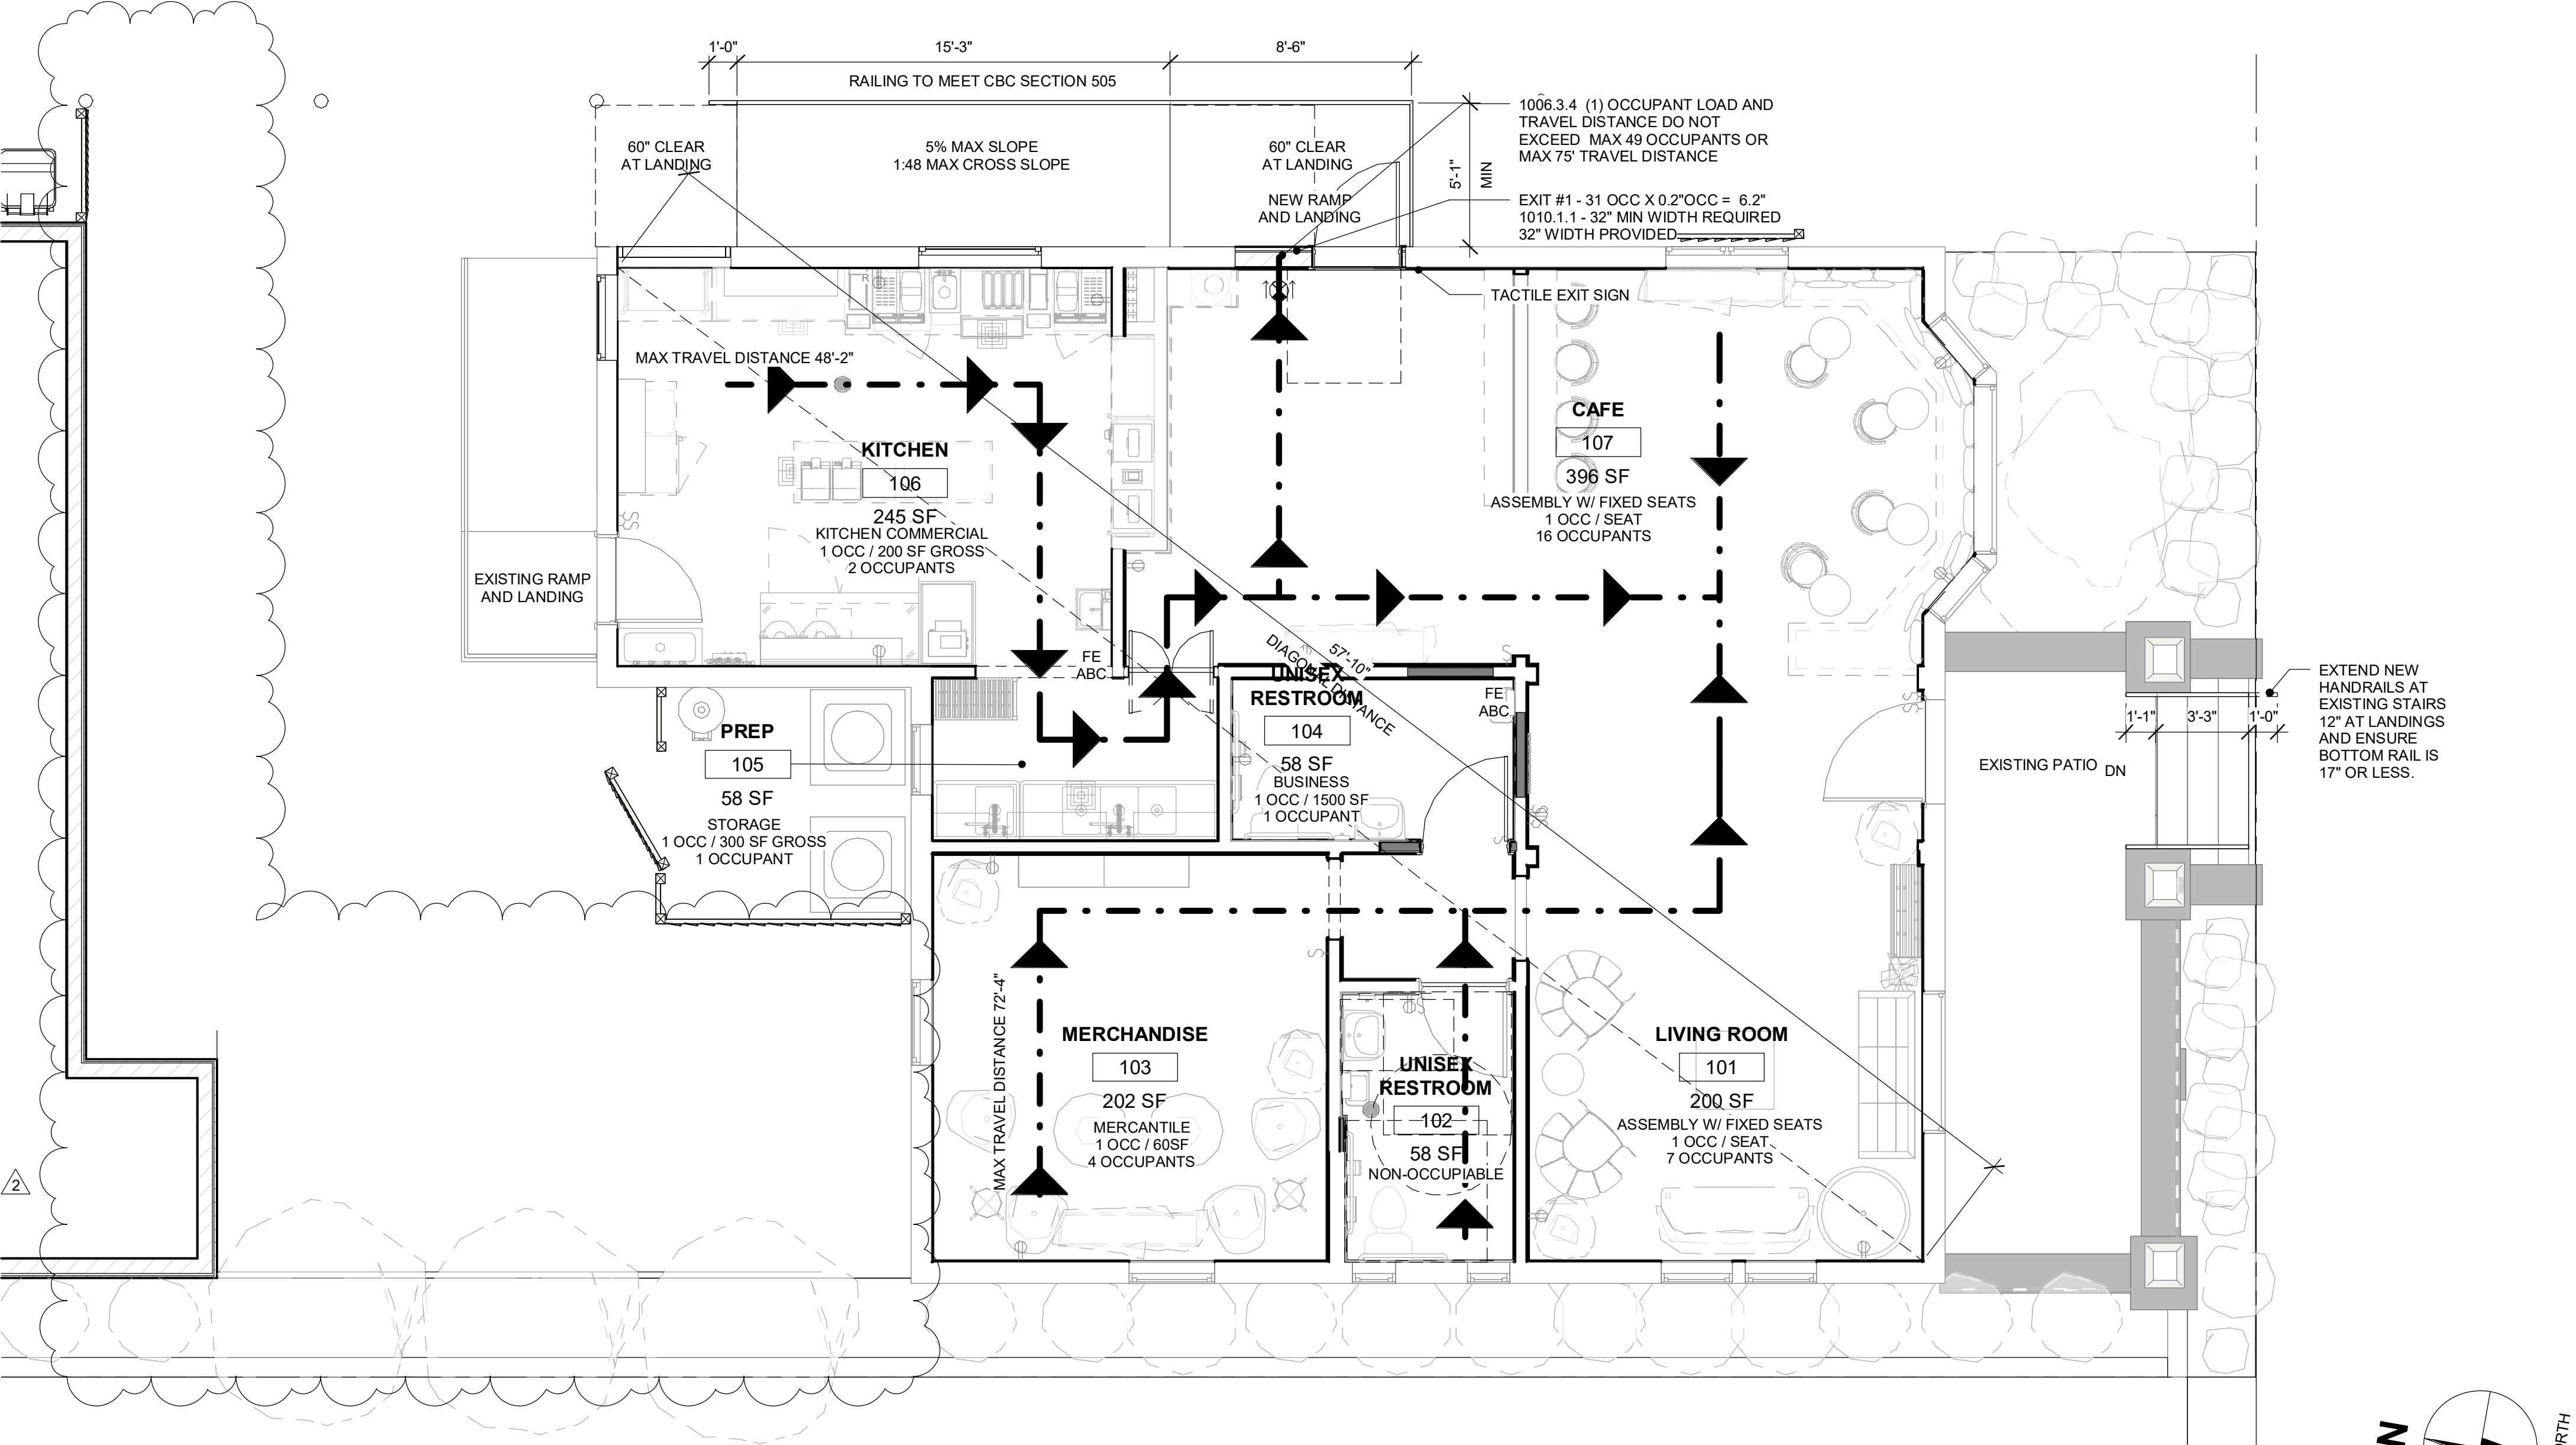 1'-0"
15'-3"
8'-6"
RAILING TO MEET CBC SECTION 505
60" CLEAR
AT LANDING
5% MAX SLOPE
1:48 MAX CROSS SLOPE
60" CLEAR
AT LANDING
NEW RAMP
AND LANDING
5'-1"
MIN
1006.3.4 (1) OCCUPANT LOAD AND
TRAVEL DISTANCE DO NOT
EXCEED MAX 49 OCCUPANTS OR
MAX 75' TRAVEL DISTANCE
EXIT #1 - 31 OCC X 0.2"OCC = 6.2"
1010.1.1 - 32" MIN WIDTH REQUIRED
32" WIDTH PROVIDED
TACTILE EXIT SIGN
R
MAX TRAVEL DISTANCE 48'-2"
KITCHEN
106
245 SF
KITCHEN COMMERCIAL
1 OCC / 200 SF GROSS
2 OCCUPANTS
CAFE
107
396 SF
ASSEMBLY W/ FIXED SEATS
1 OCC / SEAT
16 OCCUPANTS
EXISTING RAMP
AND LANDING
FE
ABC
57'-10"
DIAGONAL DISTANCE
UNISEX
RESTROOM
104
58 SF
BUSINESS
1 OCC / 1500 SF
1 OCCUPANT
FE
ABC
PREP
105
58 SF
STORAGE
1 OCC / 300 SF GROSS
1 OCCUPANT
EXISTING PATIO
DN
1'-1"
3'-3"
1'-0"
EXTEND NEW
HANDRAILS AT
EXISTING STAIRS
12" AT LANDINGS
AND ENSURE
BOTTOM RAIL IS
17" OR LESS.
MAX TRAVEL DISTANCE 72'-4"
MERCHANDISE
103
202 SF
MERCANTILE
1 OCC / 60SF
4 OCCUPANTS
UNISEX
RESTROOM
102
58 SF
NON-OCCUPIABLE
LIVING ROOM
101
200 SF
ASSEMBLY W/ FIXED SEATS
1 OCC / SEAT
7 OCCUPANTS
2
N